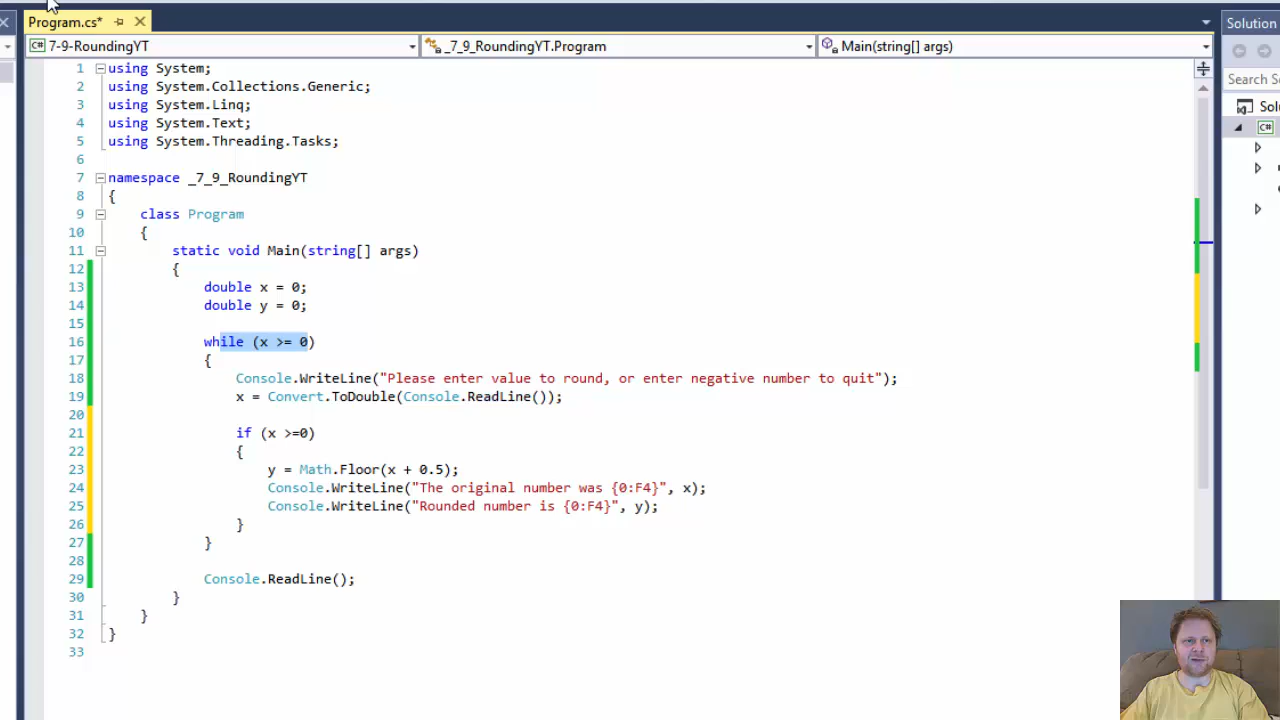 Program.cs*
Solution
7-9-RoundingYT
_7_9_RoundingYT.Program
Main(string[] args)
Search So
Solu
C#
1 using System;
2 using System.Collections.Generic;
3 using System.Linq;
4 using System.Text;
5 using System.Threading.Tasks;
6
7 namespace _7_9_RoundingYT
8 {
9 class Program
10 {
11 static void Main(string[] args)
12 {
13 double x = 0;
14 double y = 0;
15
16 while (x >= 0)
17 {
18 Console.WriteLine("Please enter value to round, or enter negative number to quit");
19 x = Convert.ToDouble(Console.ReadLine());
20
21 if (x >=0)
22 {
23 y = Math.Floor(x + 0.5);
24 Console.WriteLine("The original number was {0:F4}", x);
25 Console.WriteLine("Rounded number is {0:F4}", y);
26 }
27 }
28
29 Console.ReadLine();
30 }
31 }
32 }
33